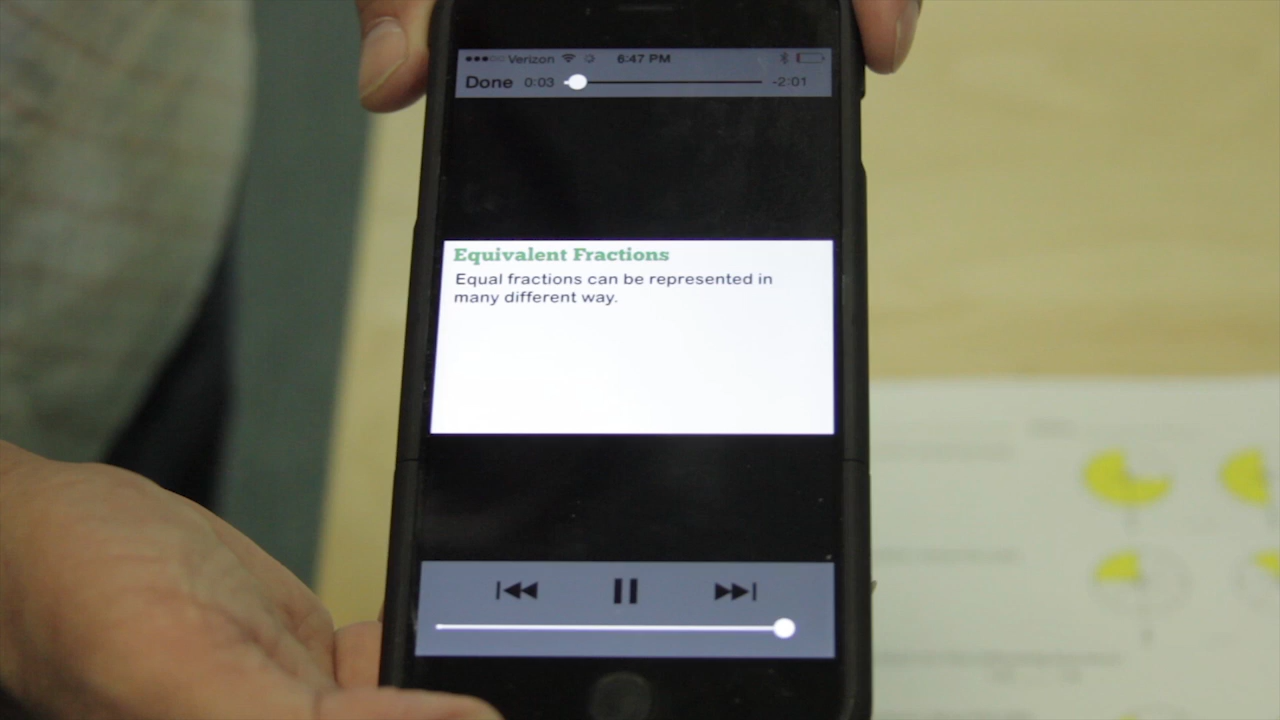 Verizon 6:47 PM
Done 0:03 -2:01
Equivalent Fractions
Equal fractions can be represented in
many different way.